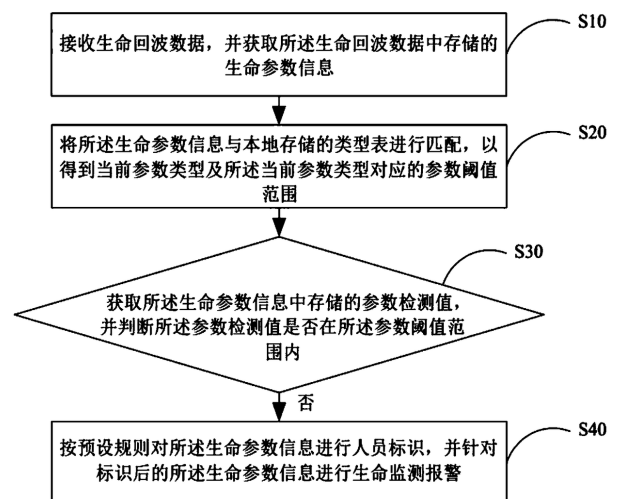 S10
接收生命回波数据，并获取所述生命回波数据中存储的
生命参数信息
S20
将所述生命参数信息与本地存储的类型表进行匹配，以
得到当前参数类型及所述当前参数类型对应的参数阈值
范围
S30
获取所述生命参数信息中存储的参数检测值，
并判断所述参数检测值是否在所述参数阈值范
围内
否
S40
按预设规则对所述生命参数信息进行人员标识，并针对
标识后的所述生命参数信息进行生命监测报警